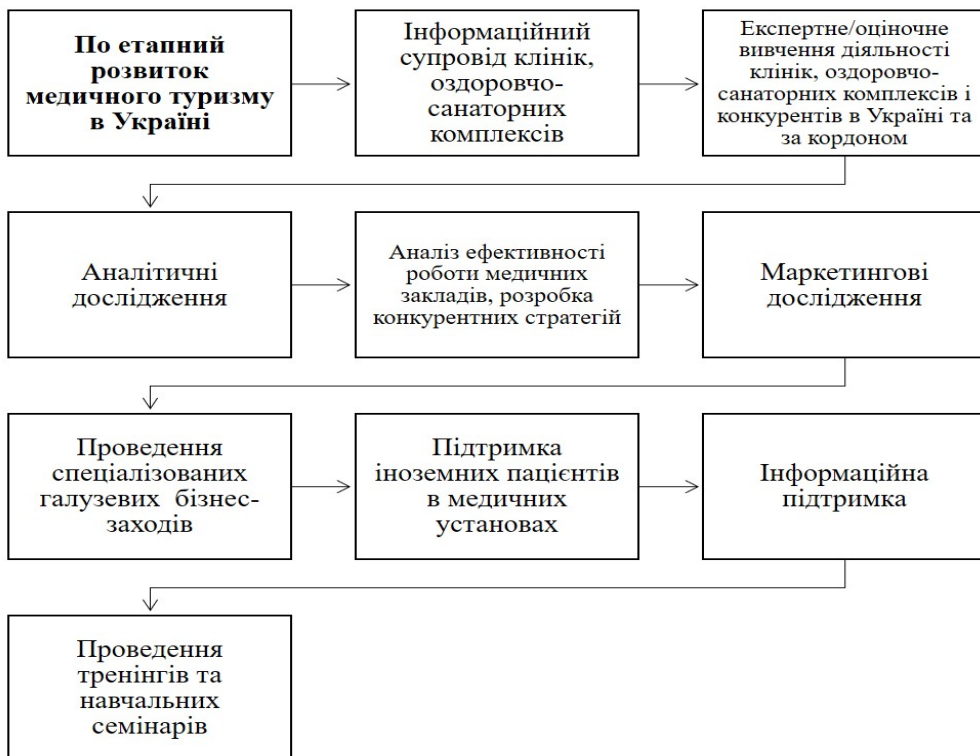 По етапний
розвиток
медичного туризму
в Україні
Інформаційний
супровід клінік,
оздоровчо-
санаторних
комплексів
Експертне/оціночне
вивчення діяльності
клінік, оздоровчо-
санаторних комплексів і
конкурентів в Україні та
за кордоном
Аналітичні
дослідження
Аналіз ефективності
роботи медичних
закладів, розробка
конкурентних стратегій
Маркетингові
дослідження
Проведення
спеціалізованих
галузевих бізнес-
заходів
Підтримка
іноземних пацієнтів
в медичних
установах
Інформаційна
підтримка
Проведення
тренінгів та
навчальних
семінарів